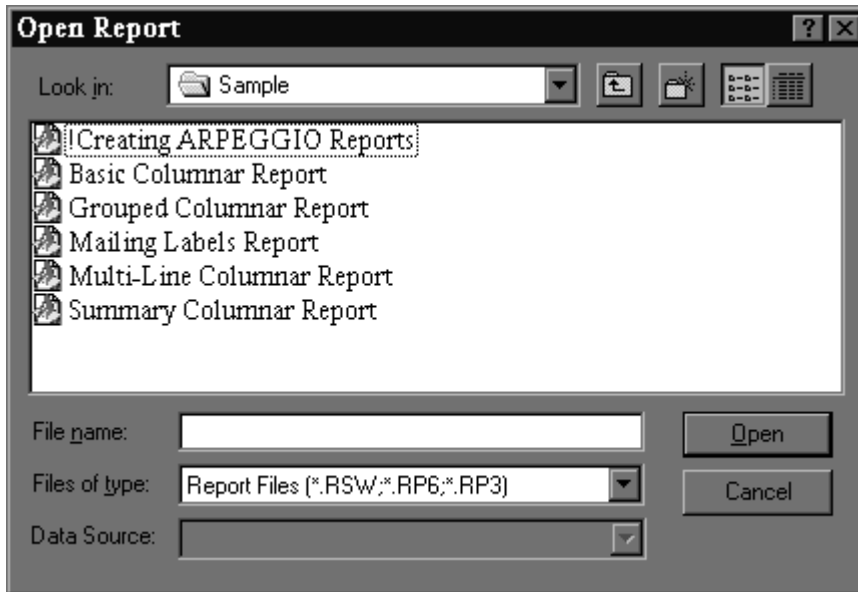 Open Report
Look in: Sample
!Creating ARPEGGIO Reports
Basic Columnar Report
Grouped Columnar Report
Mailing Labels Report
Multi-Line Columnar Report
Summary Columnar Report
File name: Open
Files of type: Report Files (*.RSW;*.RP6;*.RP3) Cancel
Data Source: